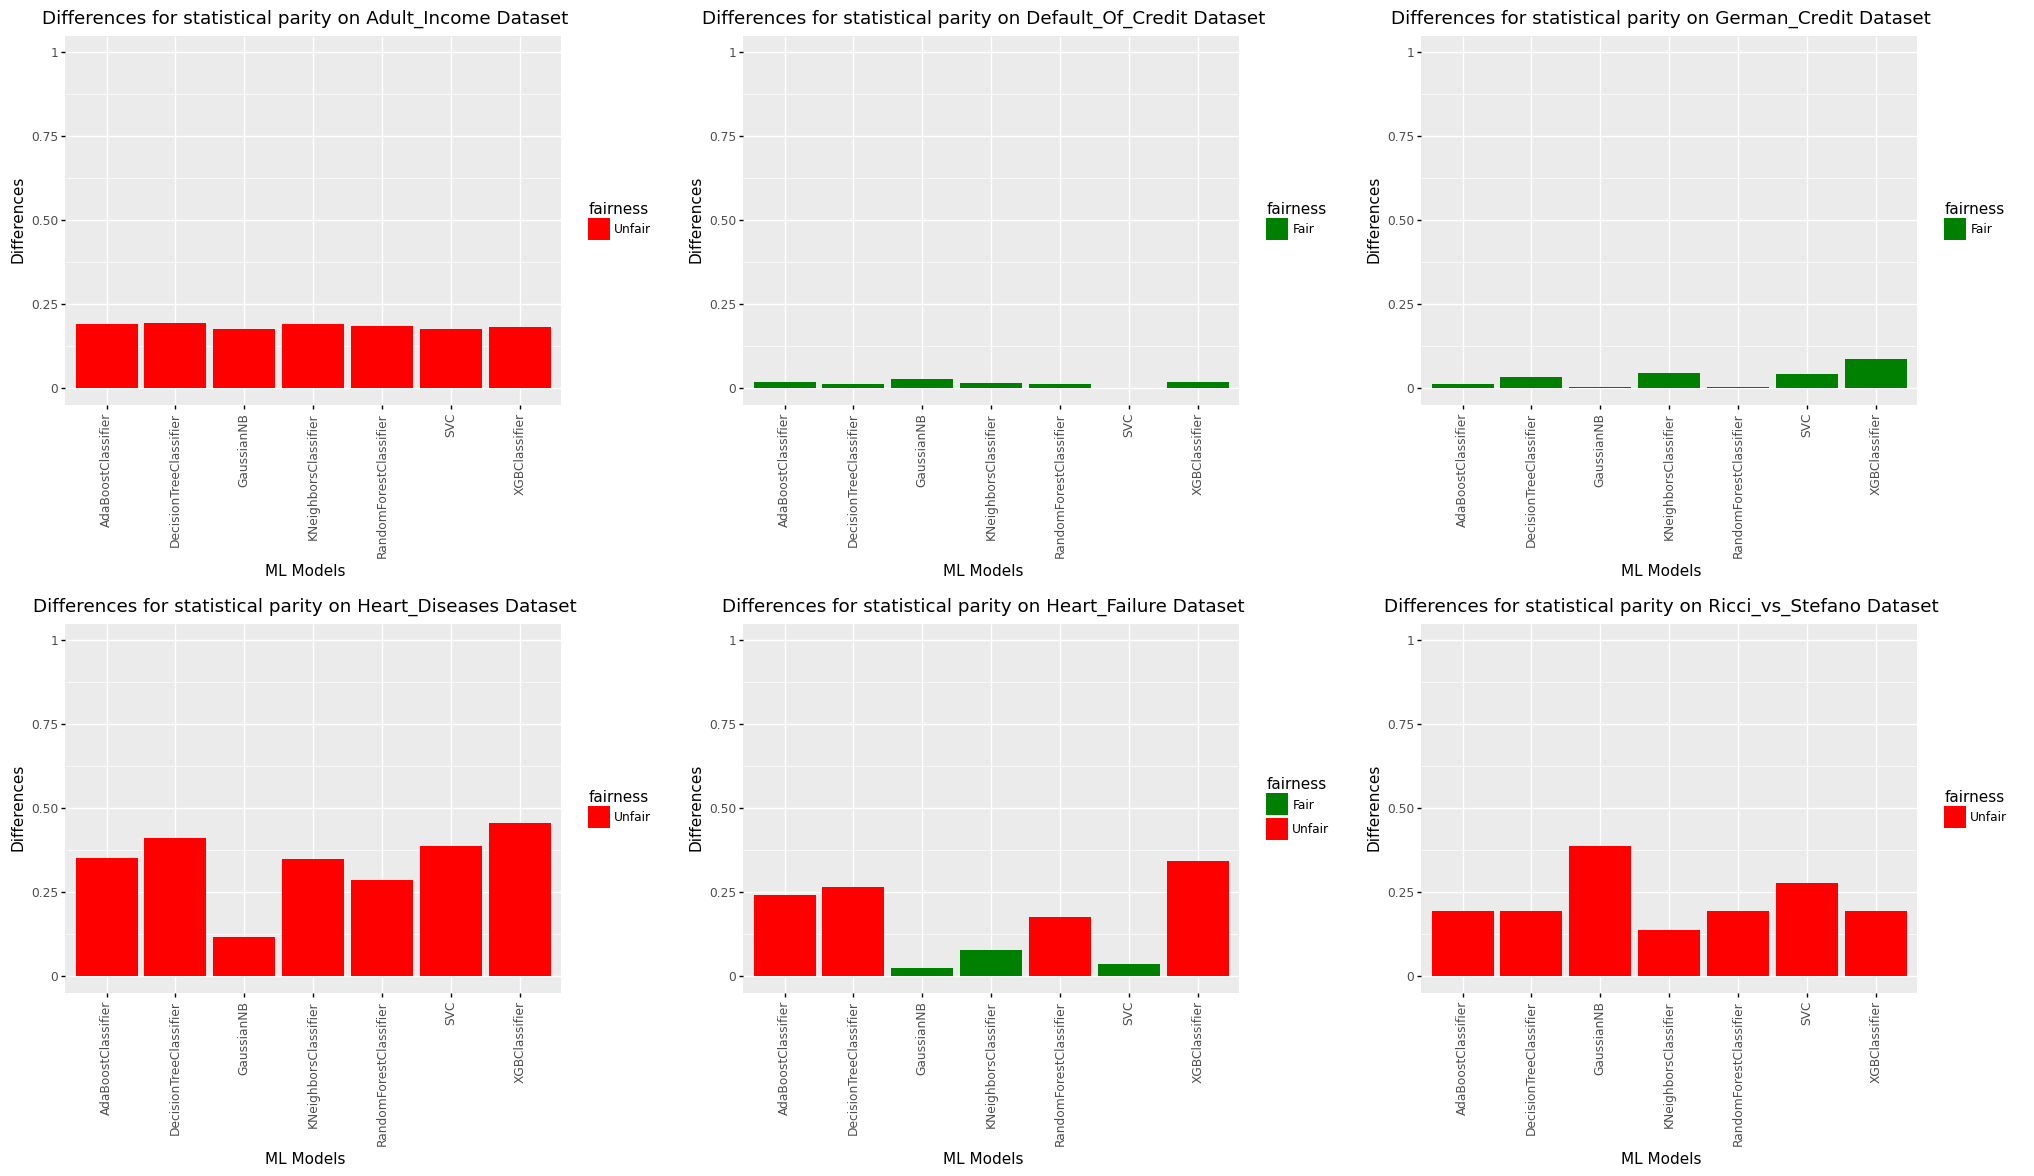 Differences for statistical parity on Adult_Income Dataset
1
0.75
0.50
0.25
0
Differences
AdaBoostClassifier
DecisionTreeClassifier
GaussianNB
KNeighborsClassifier
RandomForestClassifier
SVC
XGBClassifier
ML Models
fairness
Unfair
Differences for statistical parity on Default_Of_Credit Dataset
1
0.75
0.50
0.25
0
Differences
AdaBoostClassifier
DecisionTreeClassifier
GaussianNB
KNeighborsClassifier
RandomForestClassifier
SVC
XGBClassifier
ML Models
fairness
Fair
Differences for statistical parity on German_Credit Dataset
1
0.75
0.50
0.25
0
Differences
AdaBoostClassifier
DecisionTreeClassifier
GaussianNB
KNeighborsClassifier
RandomForestClassifier
SVC
XGBClassifier
ML Models
fairness
Fair
Differences for statistical parity on Heart_Diseases Dataset
1
0.75
0.50
0.25
0
Differences
AdaBoostClassifier
DecisionTreeClassifier
GaussianNB
KNeighborsClassifier
RandomForestClassifier
SVC
XGBClassifier
ML Models
fairness
Unfair
Differences for statistical parity on Heart_Failure Dataset
1
0.75
0.50
0.25
0
Differences
AdaBoostClassifier
DecisionTreeClassifier
GaussianNB
KNeighborsClassifier
RandomForestClassifier
SVC
XGBClassifier
ML Models
fairness
Fair
Unfair
Differences for statistical parity on Ricci_vs_Stefano Dataset
1
0.75
0.50
0.25
0
Differences
AdaBoostClassifier
DecisionTreeClassifier
GaussianNB
KNeighborsClassifier
RandomForestClassifier
SVC
XGBClassifier
ML Models
fairness
Unfair